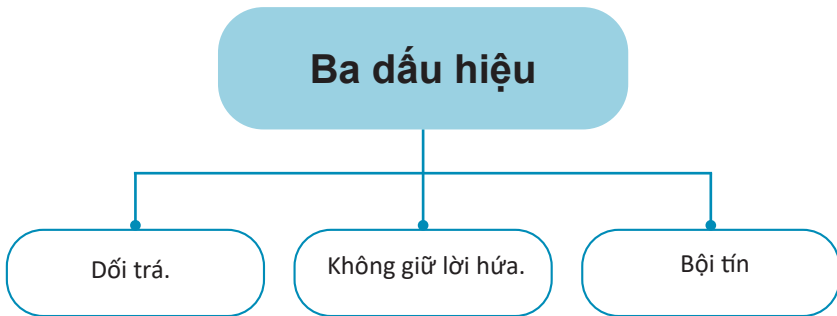 Ba dấu hiệu
Dối trá.
Không giữ lời hứa.
Bội tín